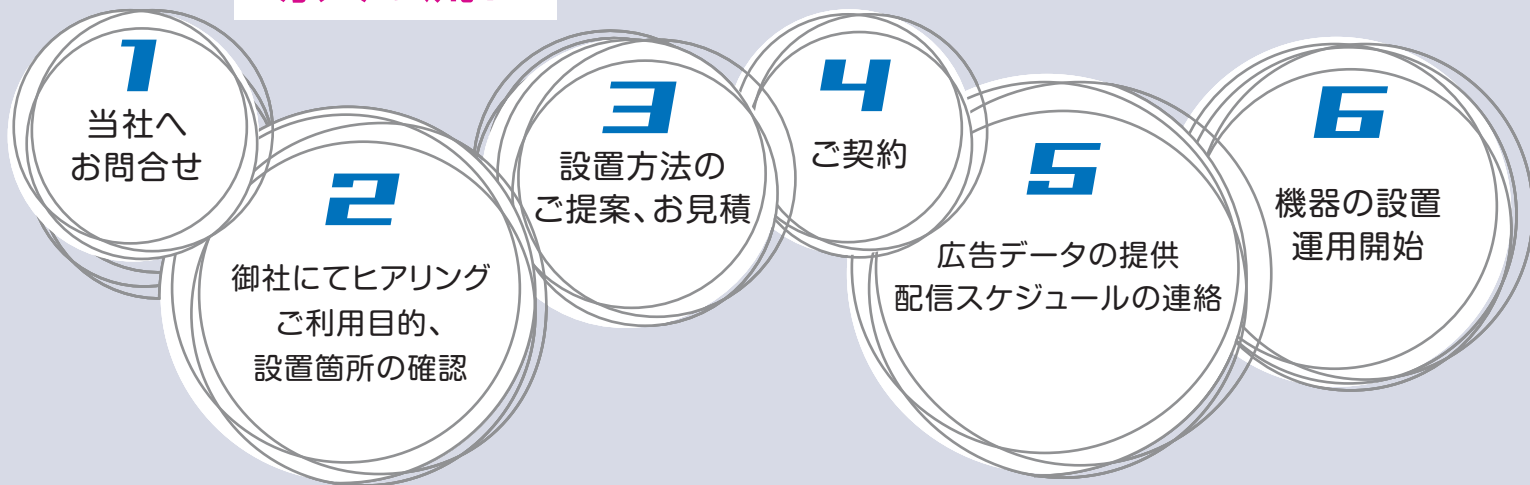 1
当社へ
お問合せ
2
御社にてヒアリング
ご利用目的、
設置箇所の確認
3
設置方法の
ご提案、お見積
4
ご契約
5
広告データの提供
配信スケジュールの連絡
6
機器の設置
運用開始